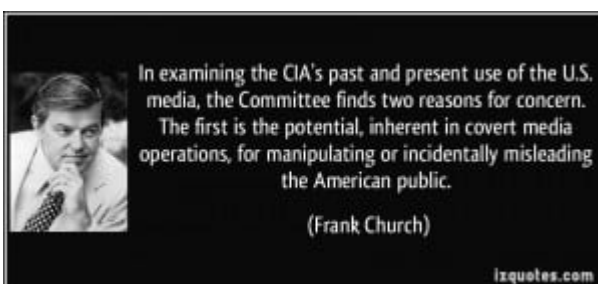 In examining the CIA's past and present use of the U.S.
media, the Committee finds two reasons for concern.
The first is the potential, inherent in covert media
operations, for manipulating or incidentally misleading
the American public.
(Frank Church)
izquotes.com